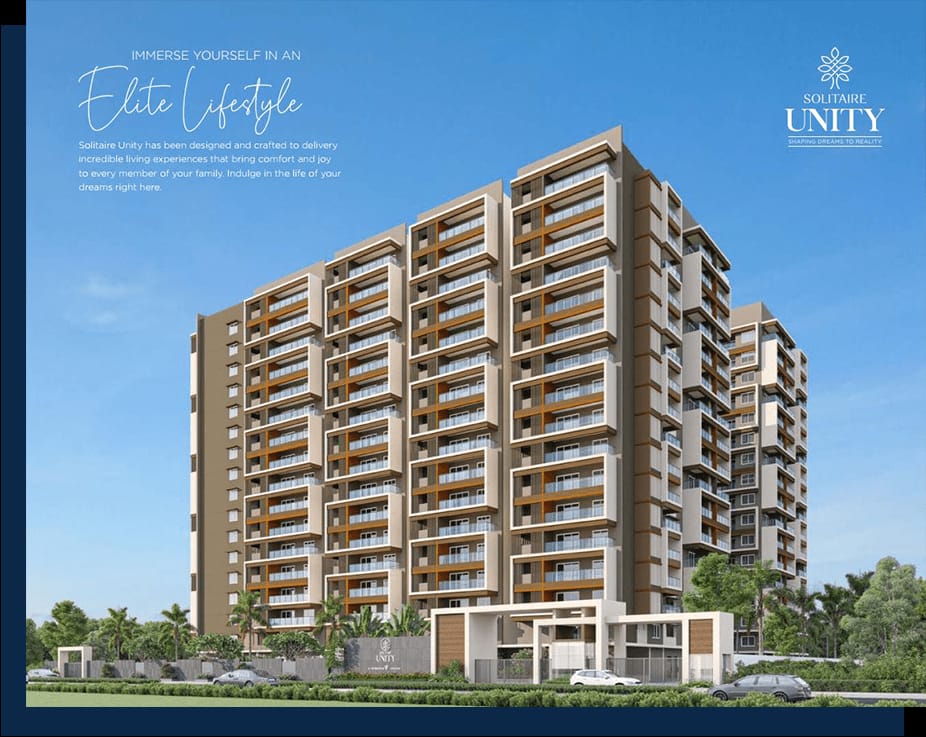 IMMERSE YOURSELF IN AN
Elite Lifestyle
Solitaire Unity has been designed and crafted to delivery
incredible living experiences that bring comfort and joy
to every member of your family. Indulge in the life of your
dreams right here.
SOLITAIRE
UNITY
SHAPING DREAMS TO REALITY
UNITY